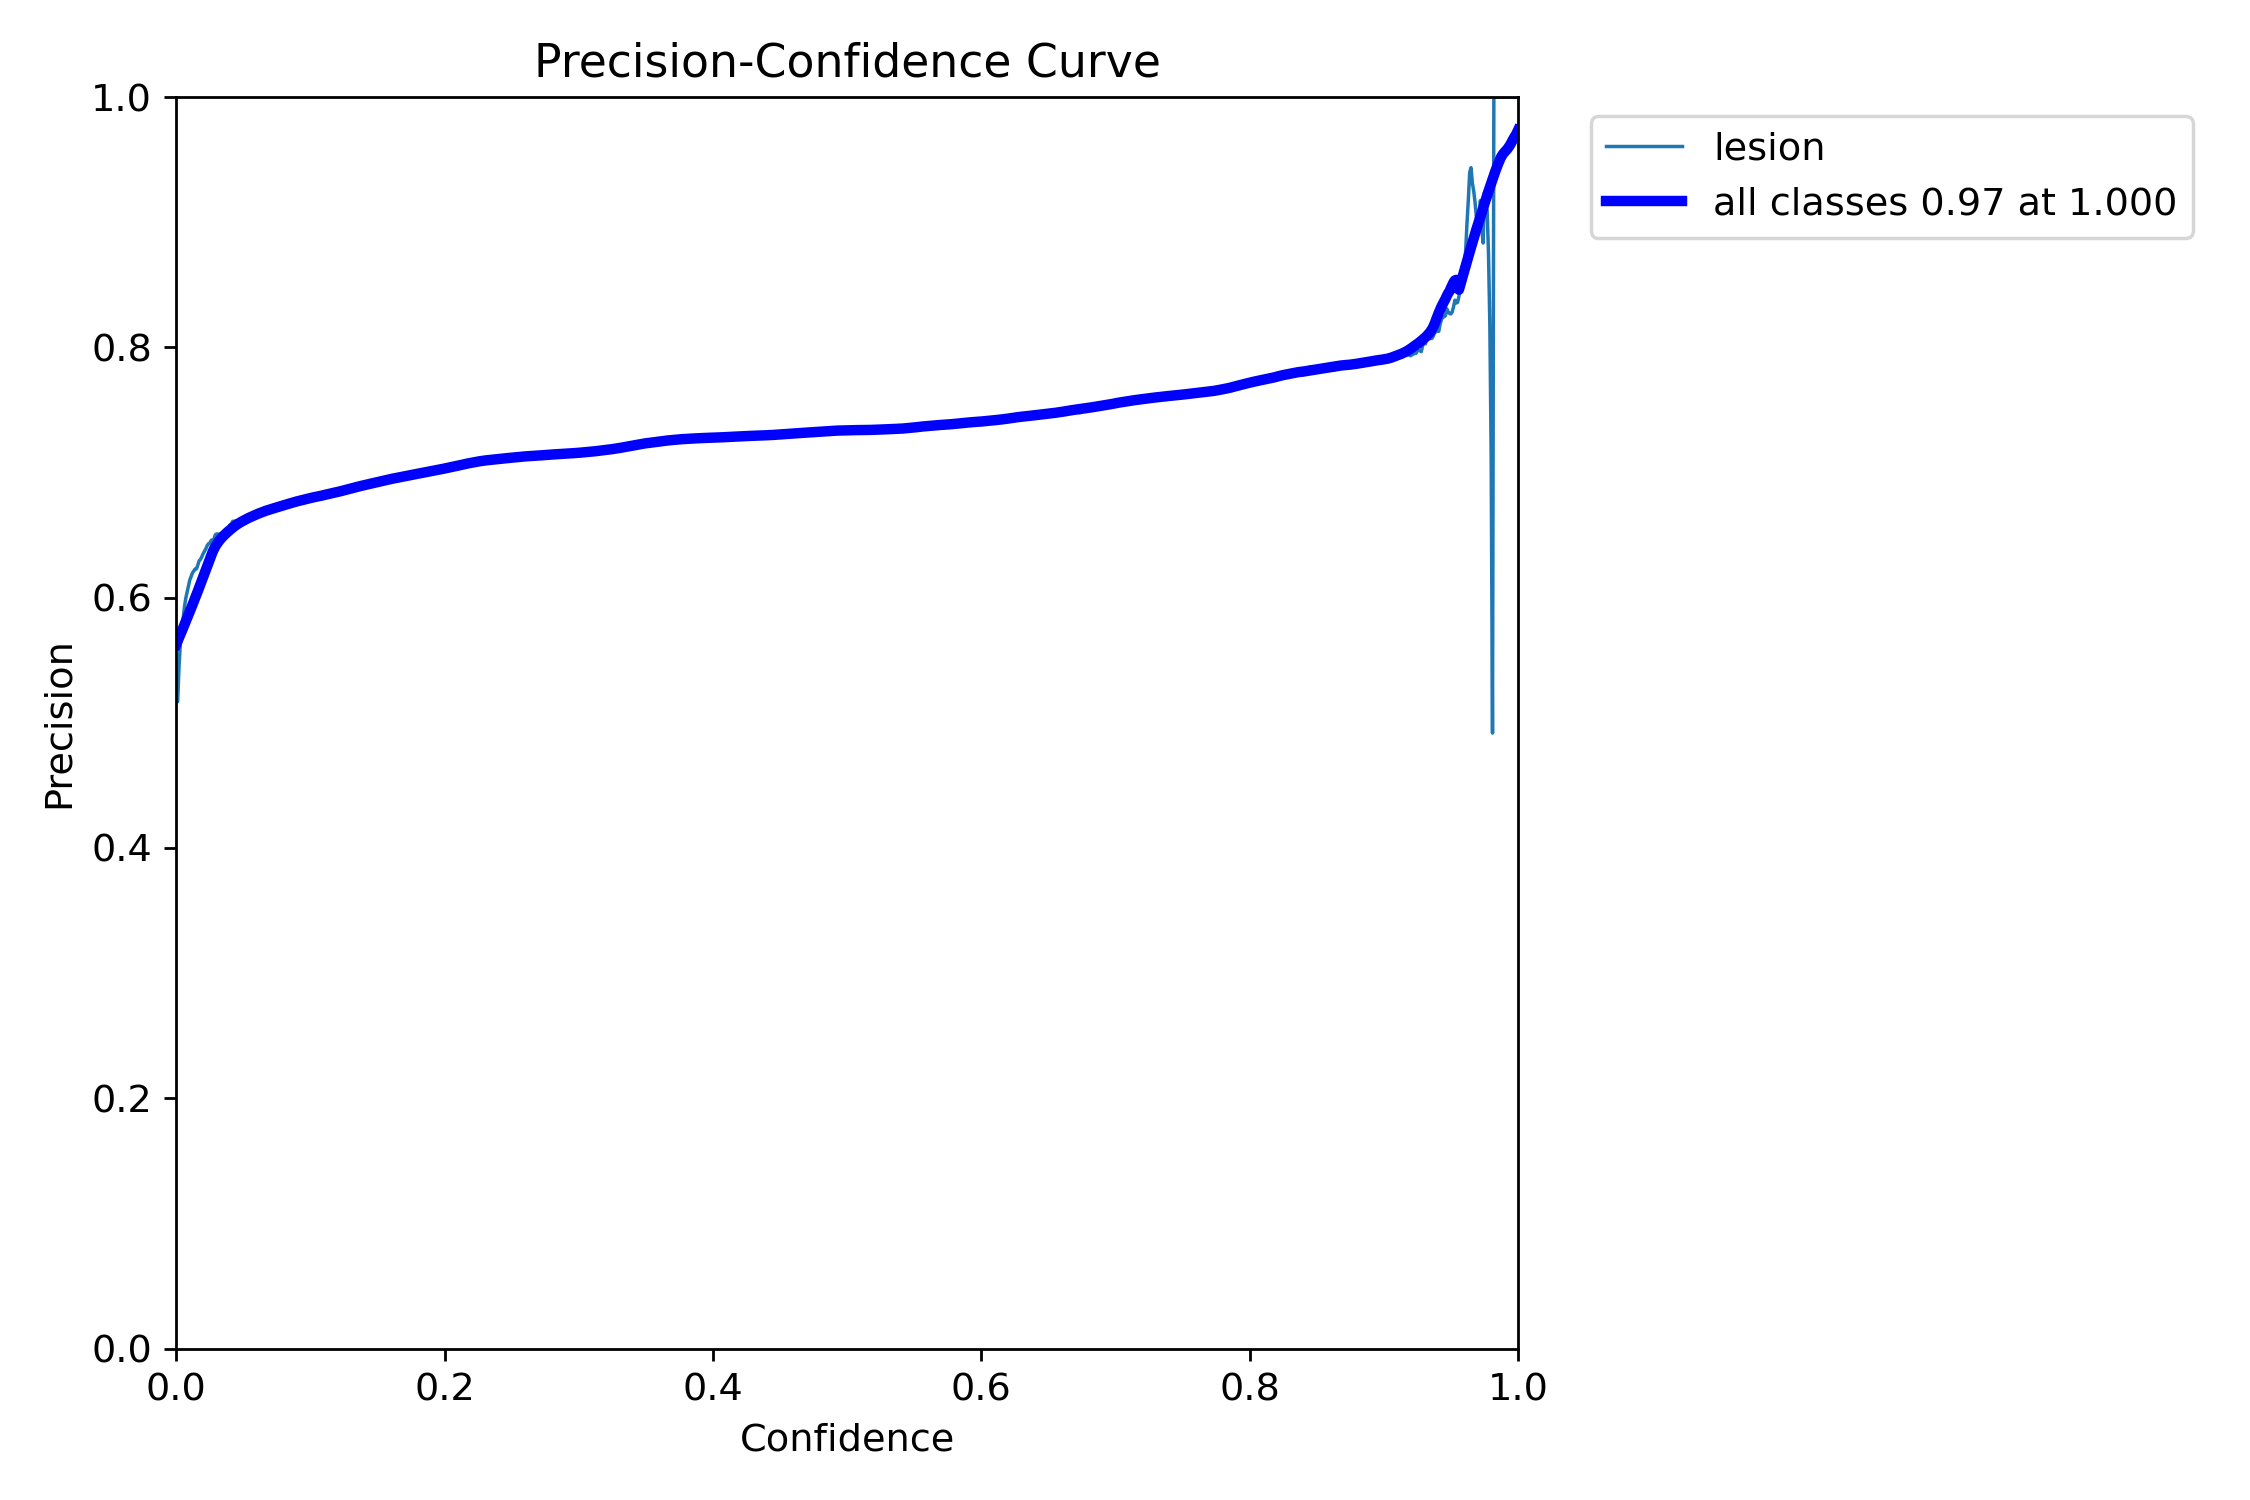 Precision-Confidence Curve
1.0
0.8
0.6
0.4
0.2
0.0
Precision
0.0 0.2 0.4 0.6 0.8 1.0
Confidence
lesion
all classes 0.97 at 1.000